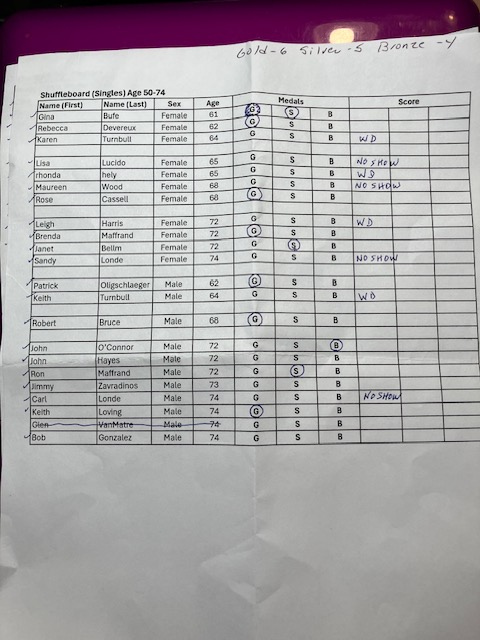 Gold-6 Silver-5 Bronze-4
Shuffleboard (Singles) Age 50-74
Name (First) Name (Last) Sex Age Medals Score
Gina Bufe Female 61 G S B
Rebecca Devereux Female 62 G S B
Karen Turnbull Female 64 G S B WD
Lisa Lucido Female 65 G S B NO SHOW
rhonda hely Female 65 G S B WD
Maureen Wood Female 68 G S B NO SHOW
Rose Cassell Female 68 G S B
Leigh Harris Female 72 G S B WD
Brenda Maffrand Female 72 G S B
Janet Bellm Female 72 G S B
Sandy Londe Female 74 G S B NO SHOW
Patrick Oligschlaeger Male 62 G S B
Keith Turnbull Male 64 G S B WD
Robert Bruce Male 68 G S B
John O'Connor Male 72 G S B
John Hayes Male 72 G S B
Ron Maffrand Male 72 G S B
Jimmy Zavradinos Male 73 G S B
Carl Londe Male 74 G S B NO SHOW
Keith Loving Male 74 G S B
Glen VanMatre Male 74 G S B
Bob Gonzalez Male 74 G S B